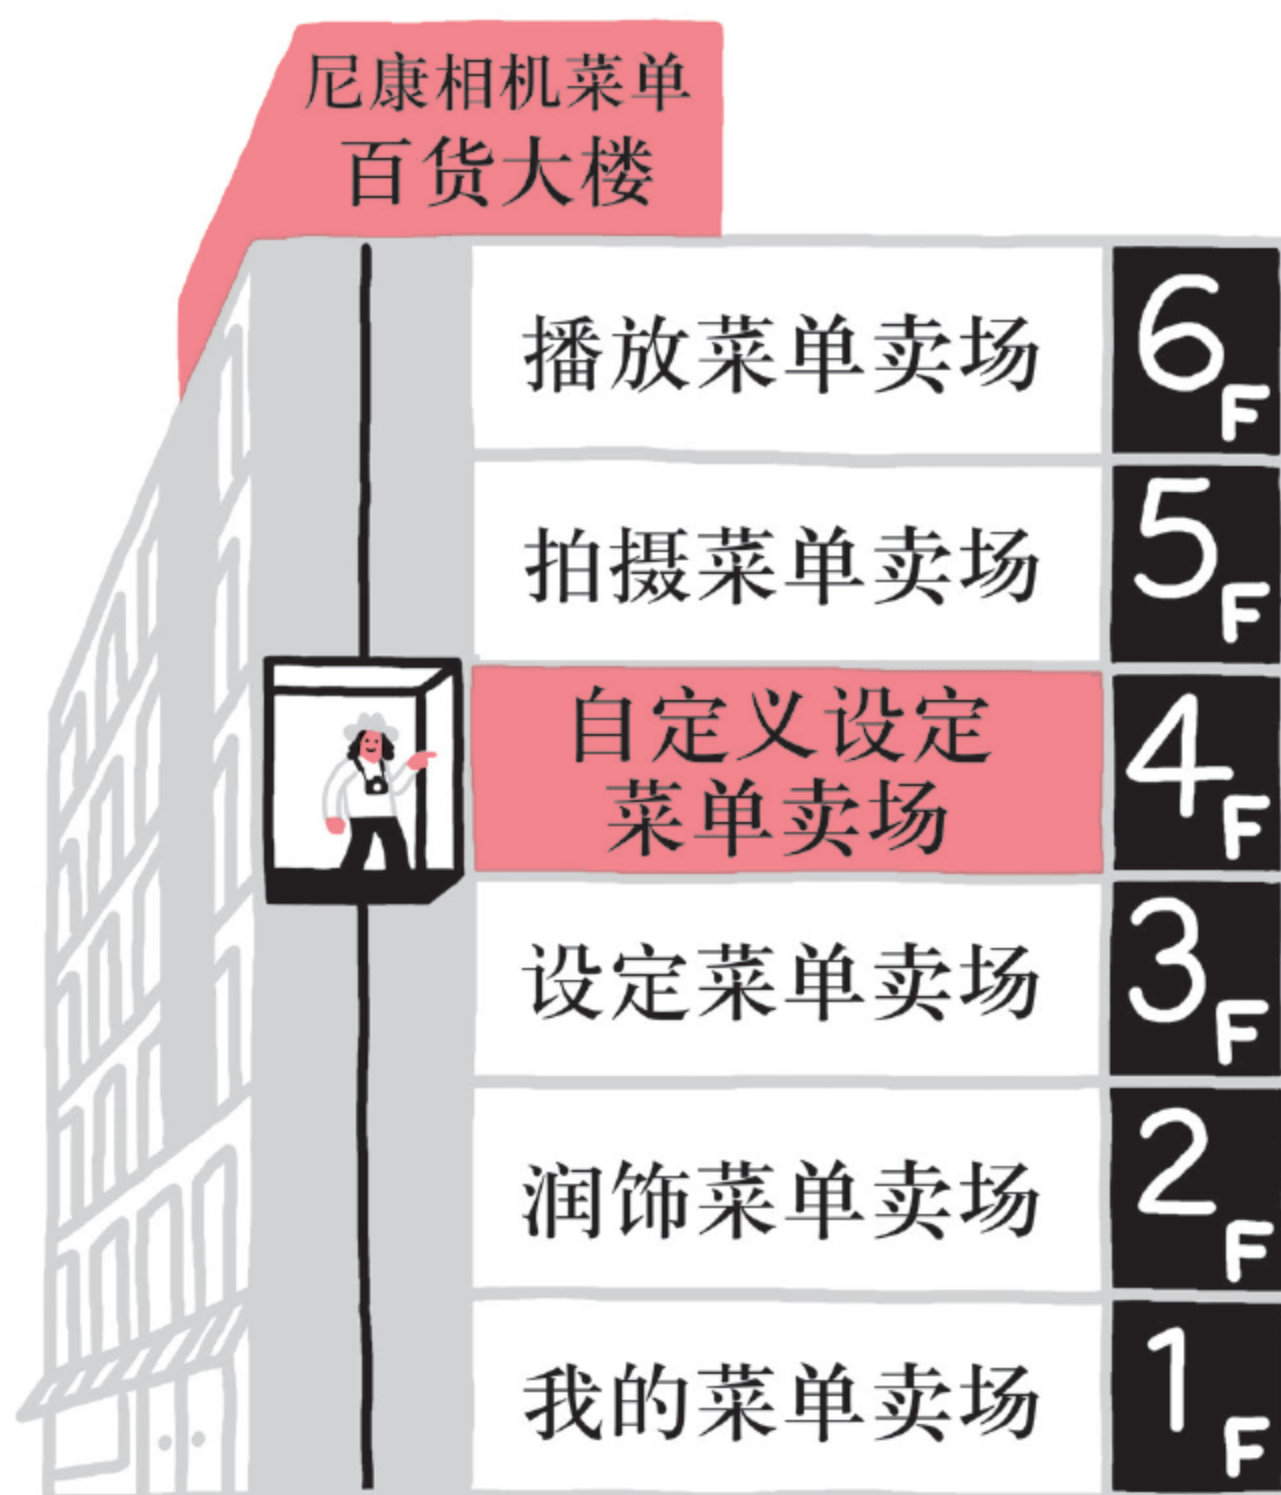 尼康相机菜单
百货大楼
播放菜单卖场
6F
拍摄菜单卖场
5F
自定义设定
菜单卖场
4F
设定菜单卖场
3F
润饰菜单卖场
2F
我的菜单卖场
1F